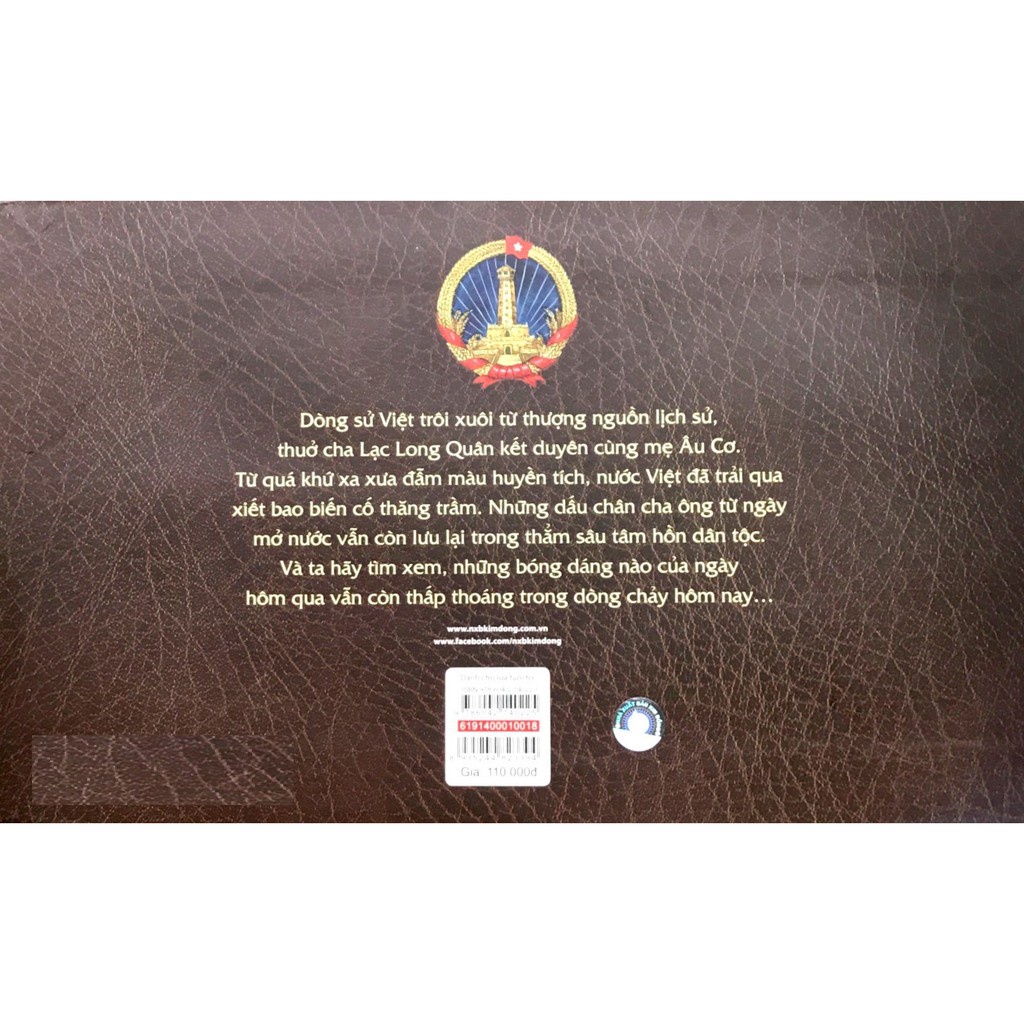 Dòng sử Việt trôi xuôi từ thượng nguồn lịch sử,
thuở cha Lạc Long Quân kết duyên cùng mẹ Âu Cơ.
Từ quá khứ xa xưa đẫm màu huyền tích, nước Việt đã trải qua
xiết bao biến cố thăng trầm. Những dấu chân cha ông từ ngày
mở nước vẫn còn lưu lại trong thẳm sâu tâm hồn dân tộc.
Và ta hãy tìm xem, những bóng dáng nào của ngày
hôm qua vẫn còn thấp thoáng trong dòng chảy hôm nay...
www.nxbkimdong.com.vn
www.facebook.com/nxbkimdong
6191400010018
Giá 110 000đ